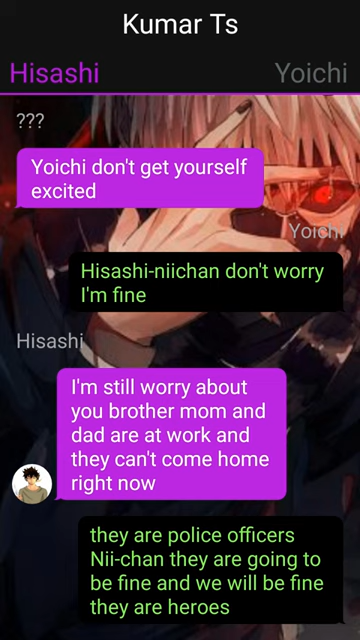 Kumar Ts
Hisashi
Yoichi
???
Yoichi don't get yourself
excited
Yoichi
Hisashi-niichan don't worry
I'm fine
Hisashi
I'm still worry about
you brother mom and
dad are at work and
they can't come home
right now
they are police officers
Nii-chan they are going to
be fine and we will be fine
they are heroes